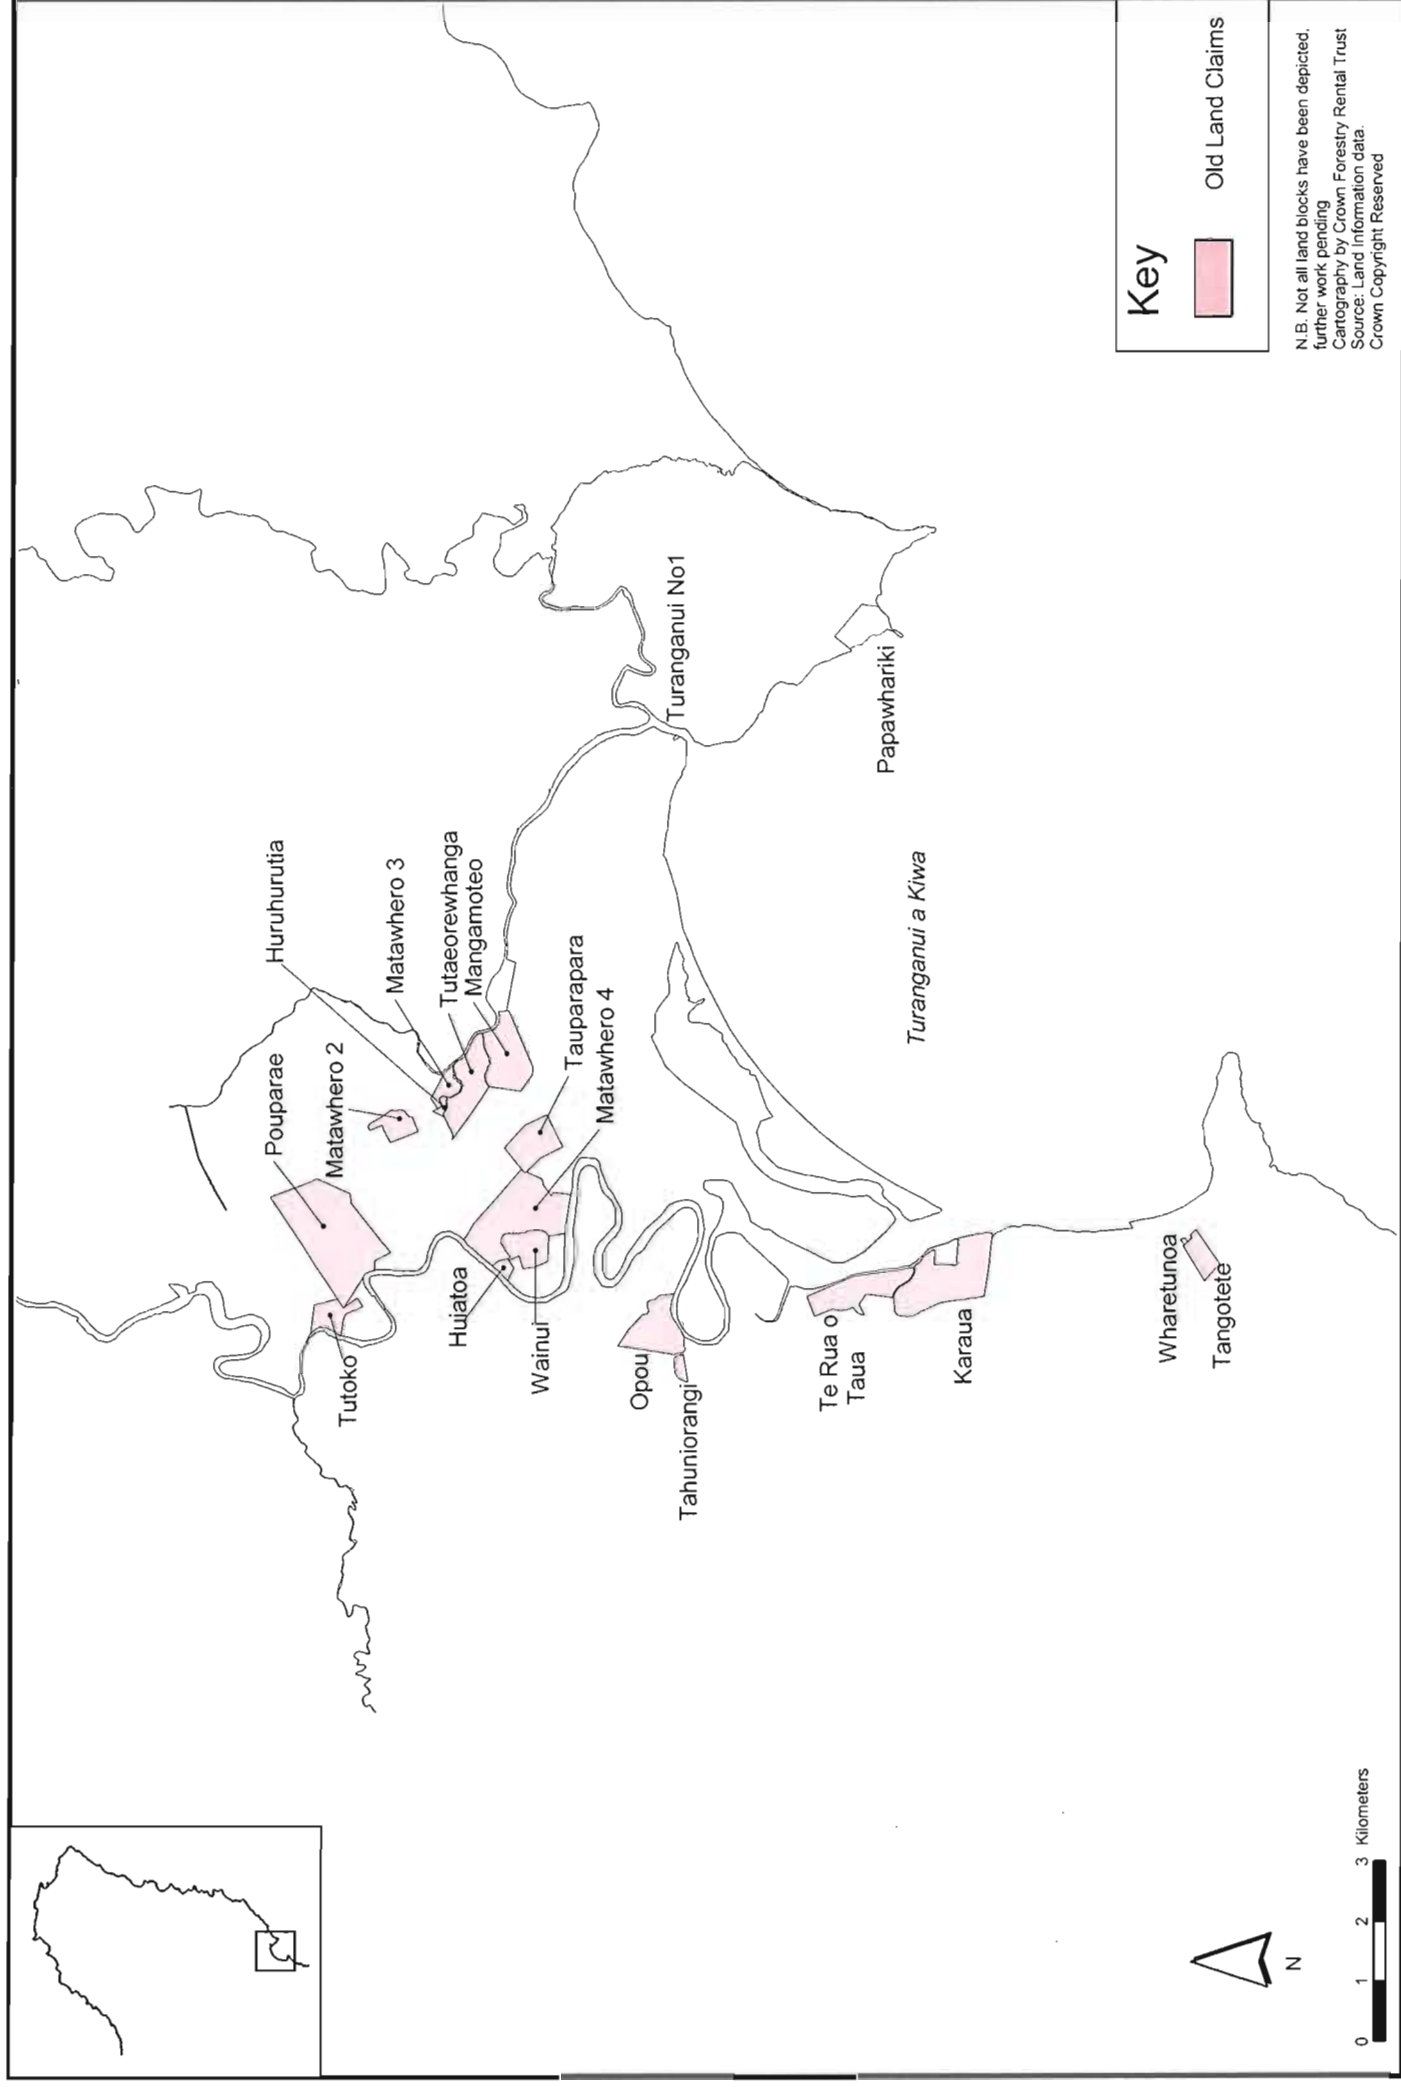 Huruhurutia
Pouparae
Matawhero 2
Matawhero 3
Tutaeorewhanga
Mangamoteo
Tauparapara
Matawhero 4
Tutoko
Huiatoa
Wainui
Opou
Tahuniorangi
Turanganui No1
Papawhariki
Turanganui a Kiwa
Te Rua o
Taua
Karaua
Wharetunoa
Tangotete
N
0 1 2 3 Kilometers
Key
Old Land Claims
N.B. Not all land blocks have been depicted,
further work pending
Cartography by Crown Forestry Rental Trust
Source: Land Information data.
Crown Copyright Reserved